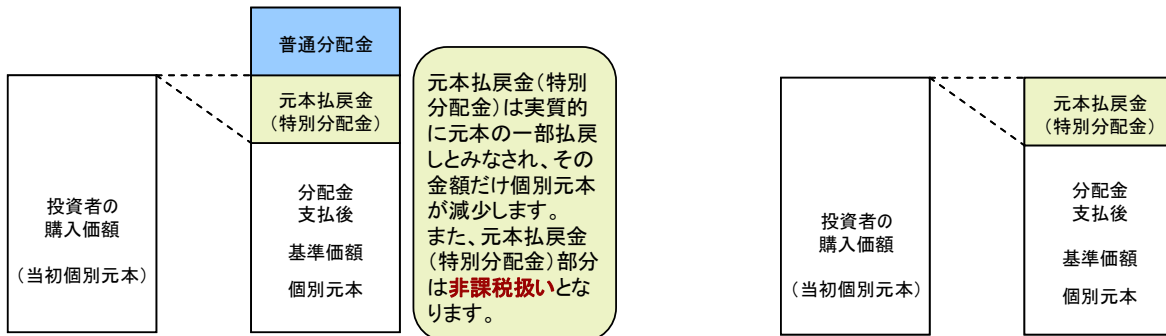 普通分配金
元本払戻金
(特別分配金)
投資者の
購入価額
(当初個別元本)
分配金
支払後
基準価額
個別元本
元本払戻金(特別
分配金)は実質的
に元本の一部払戻
しとみなされ、その
金額だけ個別元本
が減少します。
また、元本払戻金
(特別分配金)部分
は非課税扱いとな
ります。
投資者の
購入価額
(当初個別元本)
元本払戻金
(特別分配金)
分配金
支払後
基準価額
個別元本